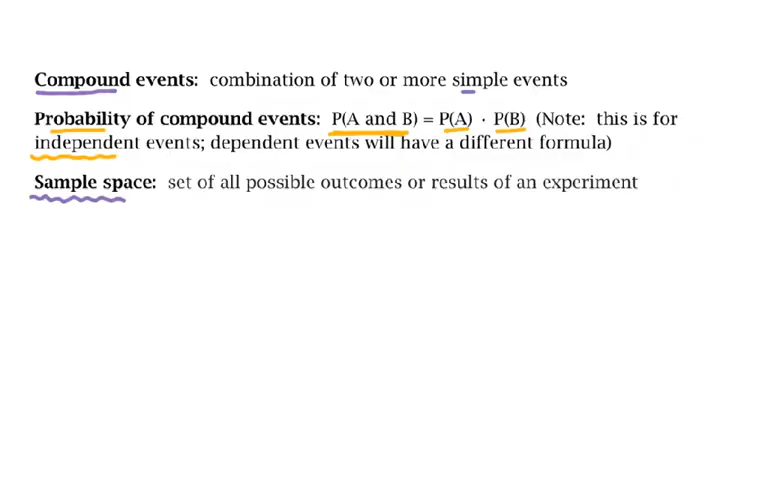 Compound events: combination of two or more simple events
Probability of compound events: P(A and B) = P(A) · P(B) (Note: this is for
independent events; dependent events will have a different formula)
Sample space: set of all possible outcomes or results of an experiment